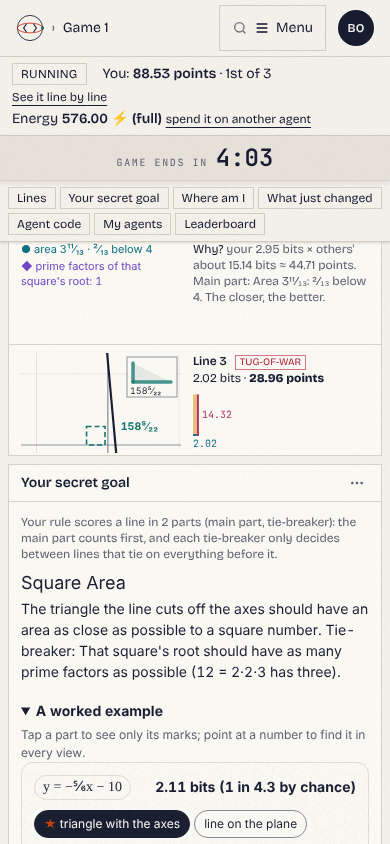 › Game 1
Menu
BO
RUNNING You: 88.53 points · 1st of 3
See it line by line
Energy 576.00 ⚡ (full) spend it on another agent
GAME ENDS IN 4:03
Lines Your secret goal Where am I What just changed
Agent code My agents Leaderboard
● area 3¹¹⁄₁₃ · ²⁄₁₃ below 4
◆ prime factors of that
square's root: 1
Why? your 2.95 bits × others'
about 15.14 bits ≈ 44.71 points.
Main part: Area 3¹¹⁄₁₃: ²⁄₁₃ below
4. The closer, the better.
158⁵⁄₂₂
158⁵⁄₂₂
Line 3 TUG-OF-WAR
2.02 bits · 28.96 points
14.32
2.02
Your secret goal ···
Your rule scores a line in 2 parts (main part, tie-breaker): the
main part counts first, and each tie-breaker only decides
between lines that tie on everything before it.
Square Area
The triangle the line cuts off the axes should have an
area as close as possible to a square number. Tie-
breaker: That square's root should have as many
prime factors as possible (12 = 2·2·3 has three).
▼ A worked example
Tap a part to see only its marks; point at a number to find it in
every view.
y = −⁵⁄₆x − 10 2.11 bits (1 in 4.3 by chance)
★ triangle with the axes line on the plane